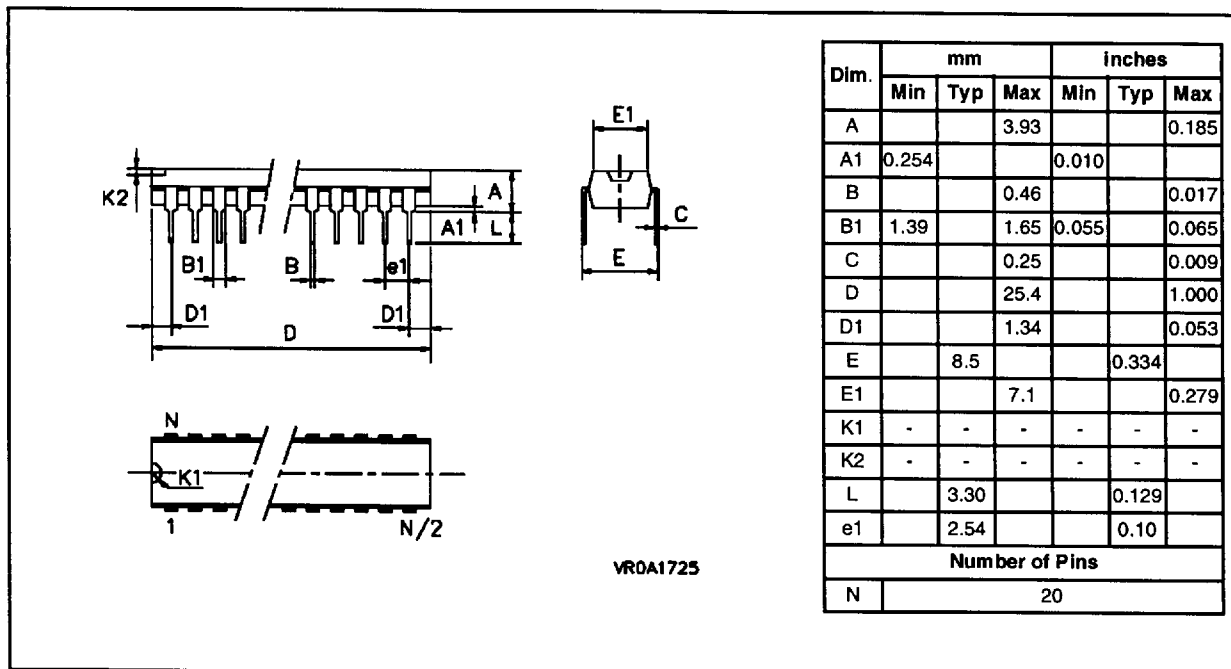 E1
K2
A
C
A1
L
B1
B
e1
E
D1
D1
D
N
K1
1
N/2
VR0A1725
Dim. mm inches
Min Typ Max Min Typ Max
A 3.93 0.185
A1 0.254 0.010
B 0.46 0.017
B1 1.39 1.65 0.055 0.065
C 0.25 0.009
D 25.4 1.000
D1 1.34 0.053
E 8.5 0.334
E1 7.1 0.279
K1 - - - - - -
K2 - - - - - -
L 3.30 0.129
e1 2.54 0.10
Number of Pins
N 20